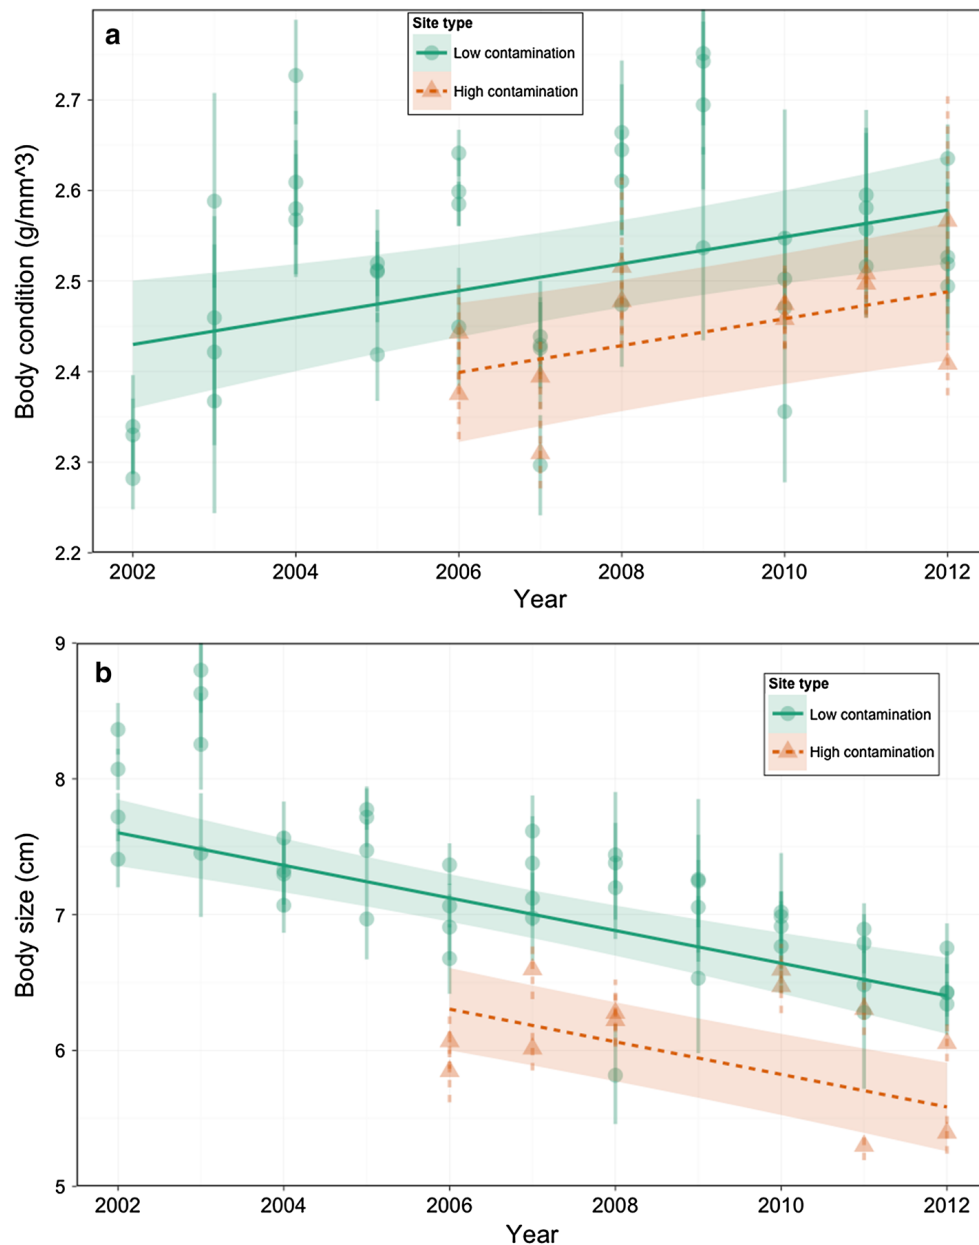 a
Site type
Low contamination
High contamination
Body condition (g/mm^3)
2.7
2.6
2.5
2.4
2.3
2.2
2002 2004 2006 2008 2010 2012
Year
b
Site type
Low contamination
High contamination
Body size (cm)
9
8
7
6
5
2002 2004 2006 2008 2010 2012
Year